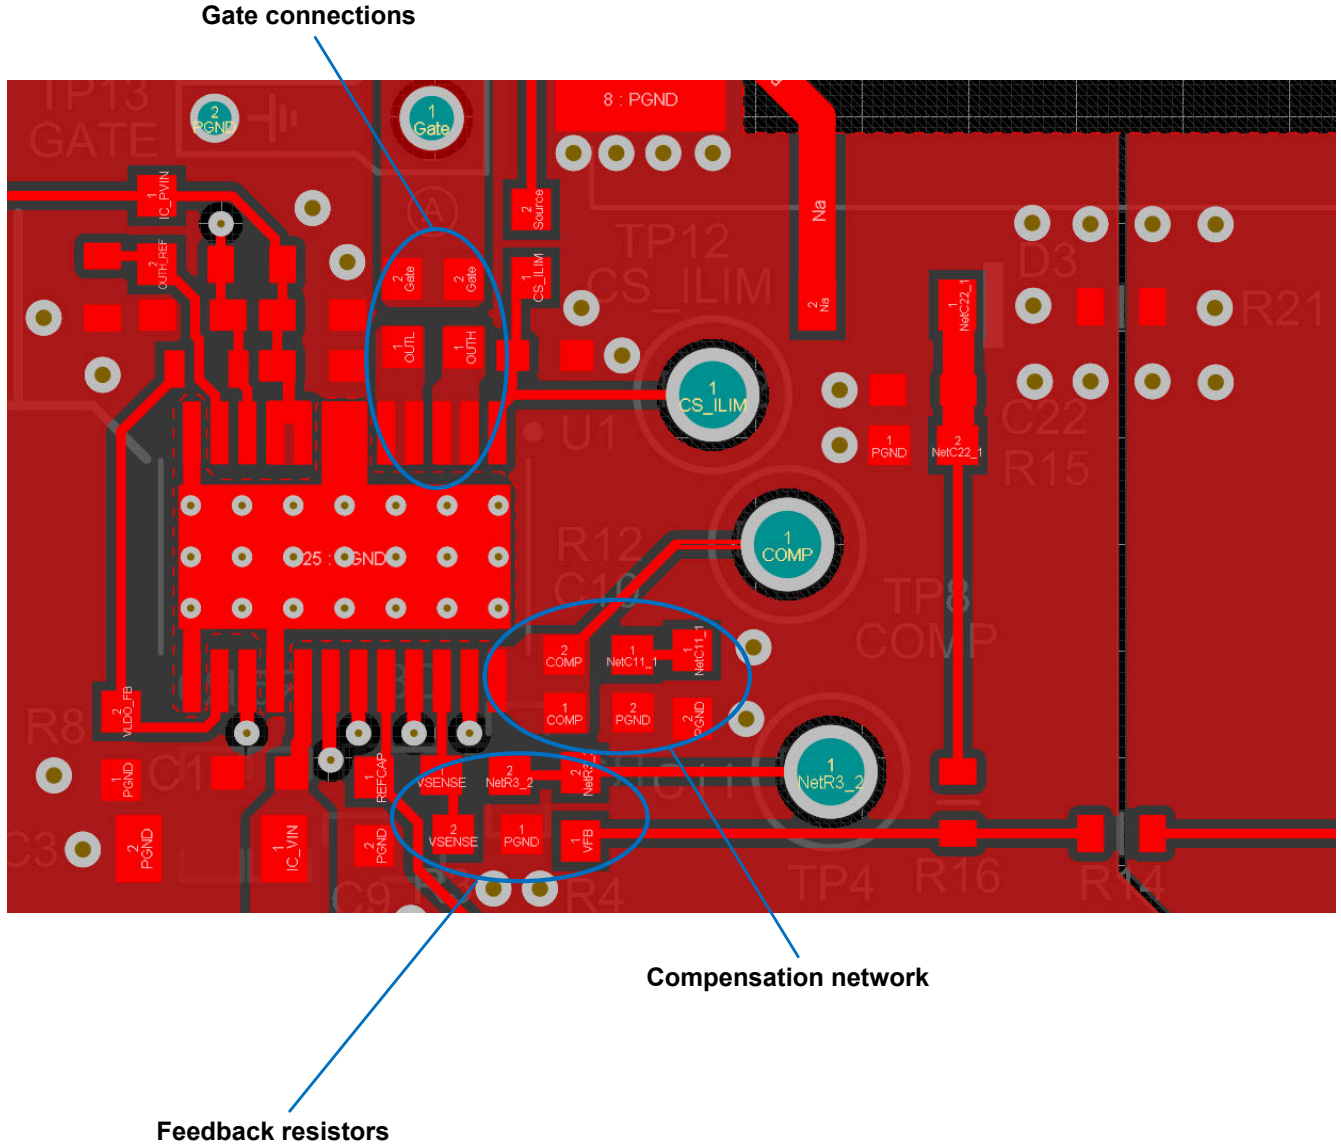 Gate connections
TP13
GATE
2
PGND
1
Gate
8 : PGND
1
IC_PVIN
2
OUTH_REF
A
2
Source
1
CS_ILIM
TP12
CS_ILIM
Na
2
Na
D3
R21
2
Gate
2
Gate
1
OUTL
1
OUTH
1
NetC22_1
1
CS_ILIM
U1
1
PGND
2
NetC22_1
C22
R15
25 :
GND
R12
C10
1
COMP
TP8
COMP
2
COMP
1
NetC11_1
1
NetC11_1
1
COMP
2
PGND
2
PGND
R8
2
VLDO_FB
1
PGND
C1
1
REFCAP
VSENSE
2
NetR3_2
2
C11
1
NetR3_2
C3
2
PGND
1
IC_VIN
2
PGND
2
VSENSE
1
PGND
1
VFB
C9
R4
TP4
R16
R14
Compensation network
Feedback resistors